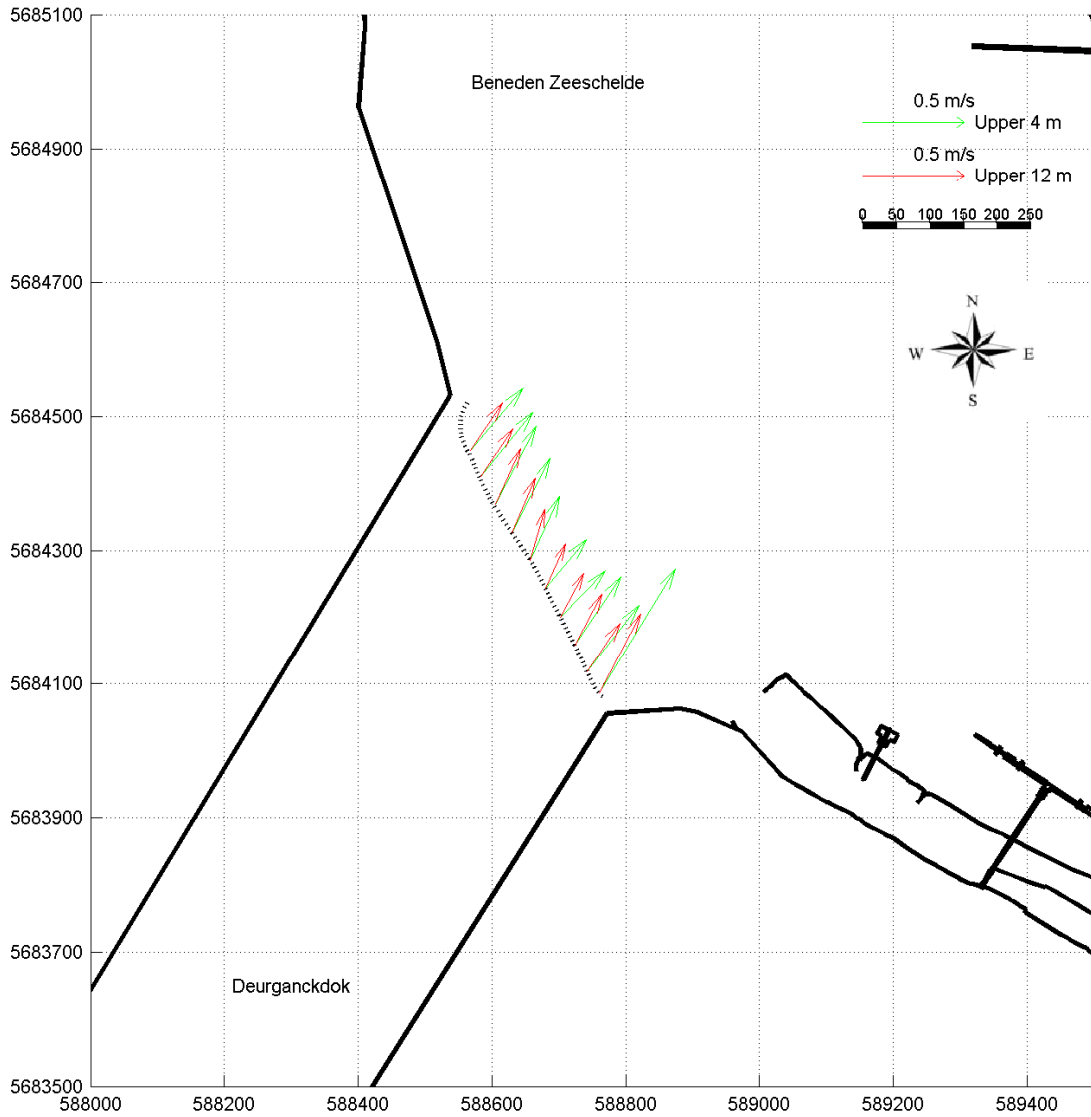 5685100
Beneden Zeeschelde
0.5 m/s
Upper 4 m
5684900
0.5 m/s
Upper 12 m
0 50 100 150 200 250
5684700
N
W E
S
5684500
5684300
5684100
5683900
5683700
Deurganckdok
5683500
588000 588200 588400 588600 588800 589000 589200 589400